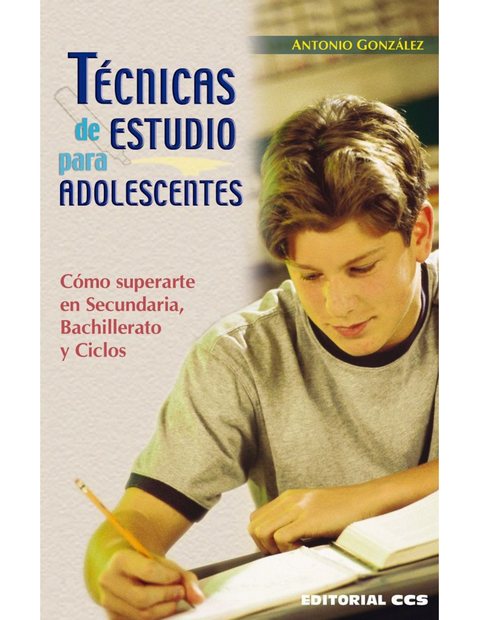 ANTONIO GONZÁLEZ
TÉCNICAS
de ESTUDIO
para
ADOLESCENTES
Cómo superarte
en Secundaria,
Bachillerato
y Ciclos
EDITORIAL CCS